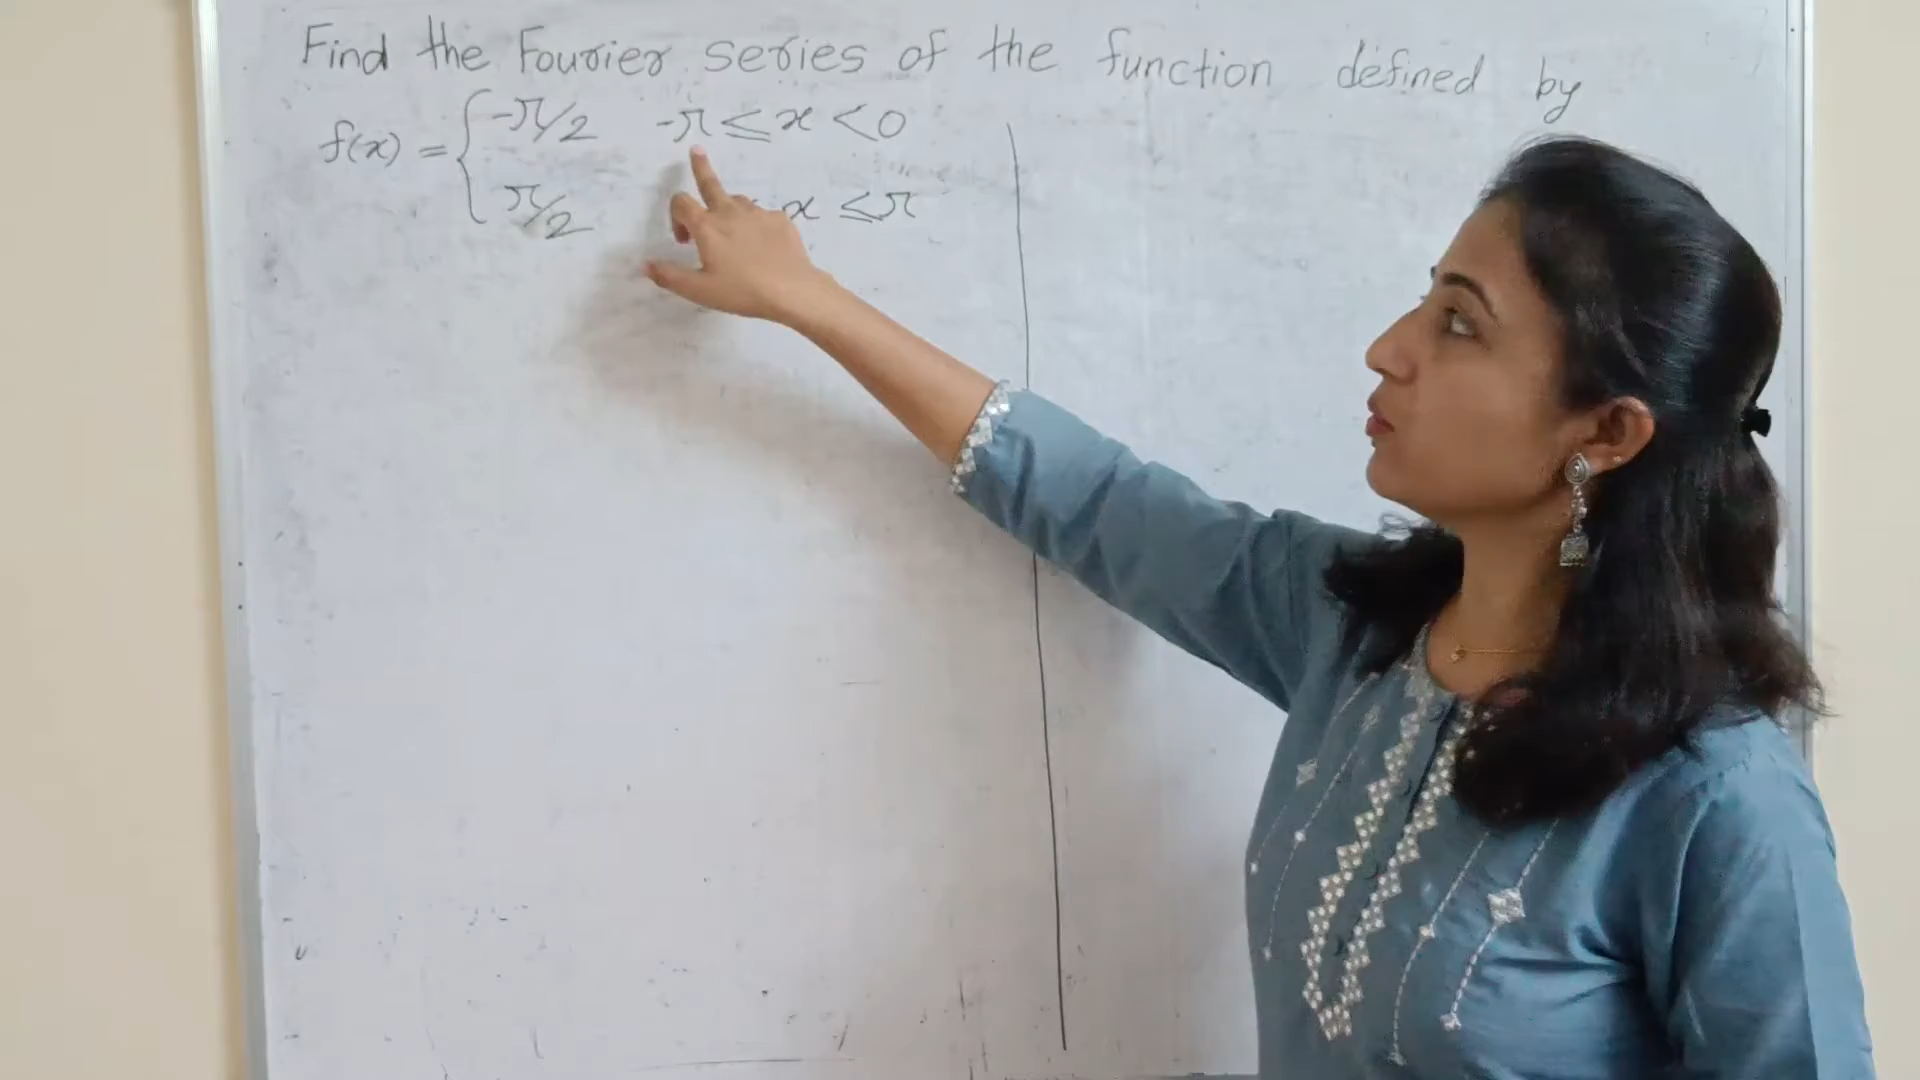 Find the Fourier series of the function defined by
f(x) = { -π/2 -π ≤ x < 0
π/2 x ≤ π